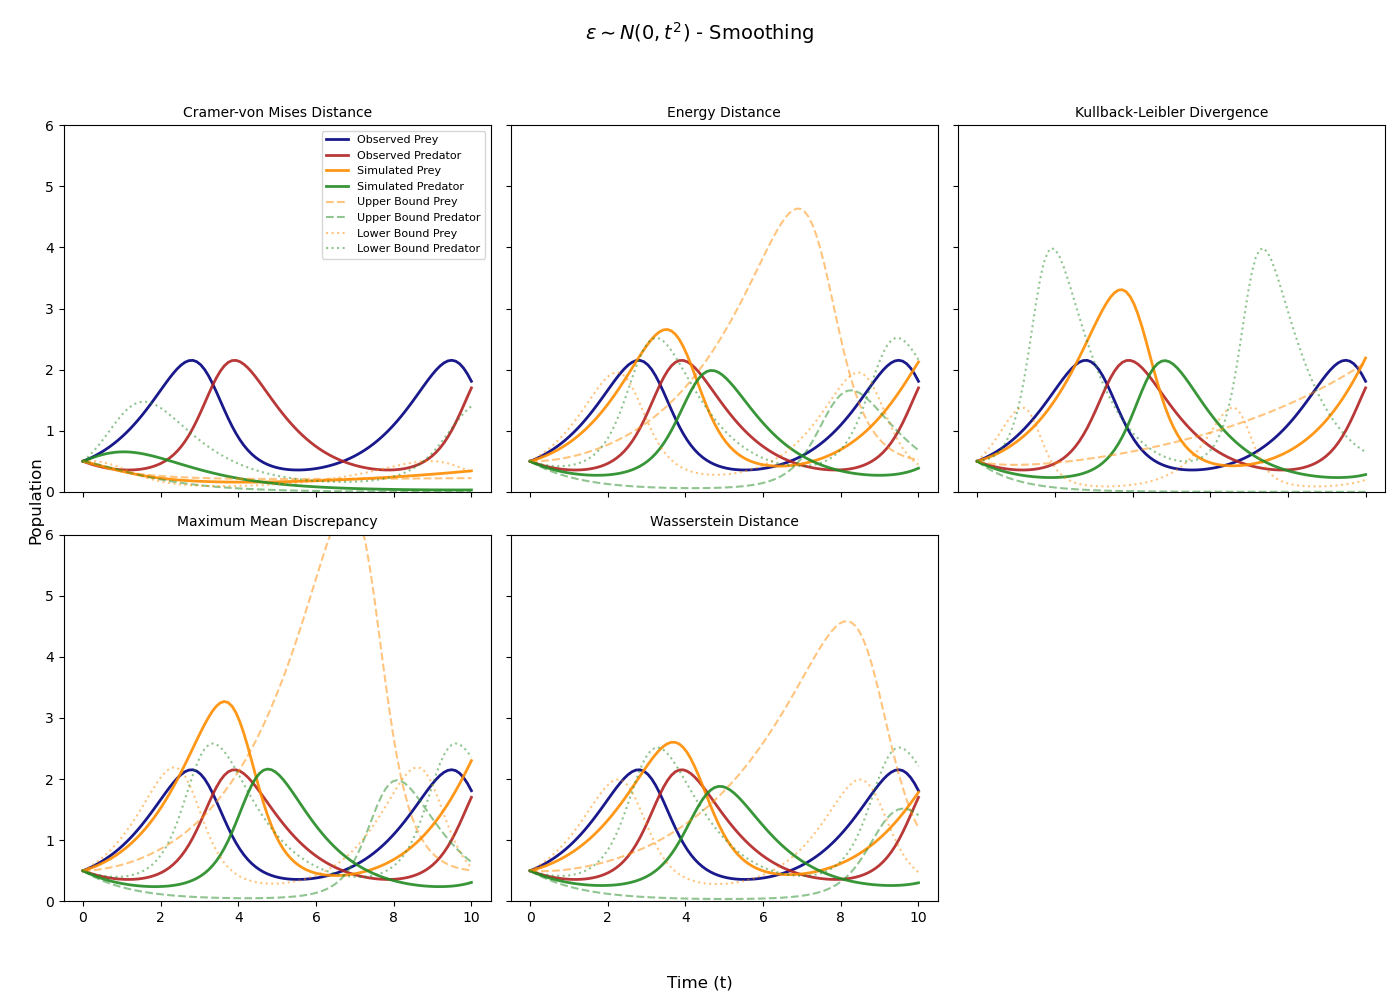 ε ~ N(0, t²) - Smoothing
Cramer-von Mises Distance
Energy Distance
Kullback-Leibler Divergence
6
5
4
3
2
1
0
Observed Prey
Observed Predator
Simulated Prey
Simulated Predator
Upper Bound Prey
Upper Bound Predator
Lower Bound Prey
Lower Bound Predator
Population
Maximum Mean Discrepancy
Wasserstein Distance
6
5
4
3
2
1
0
0 2 4 6 8 10
0 2 4 6 8 10
Time (t)